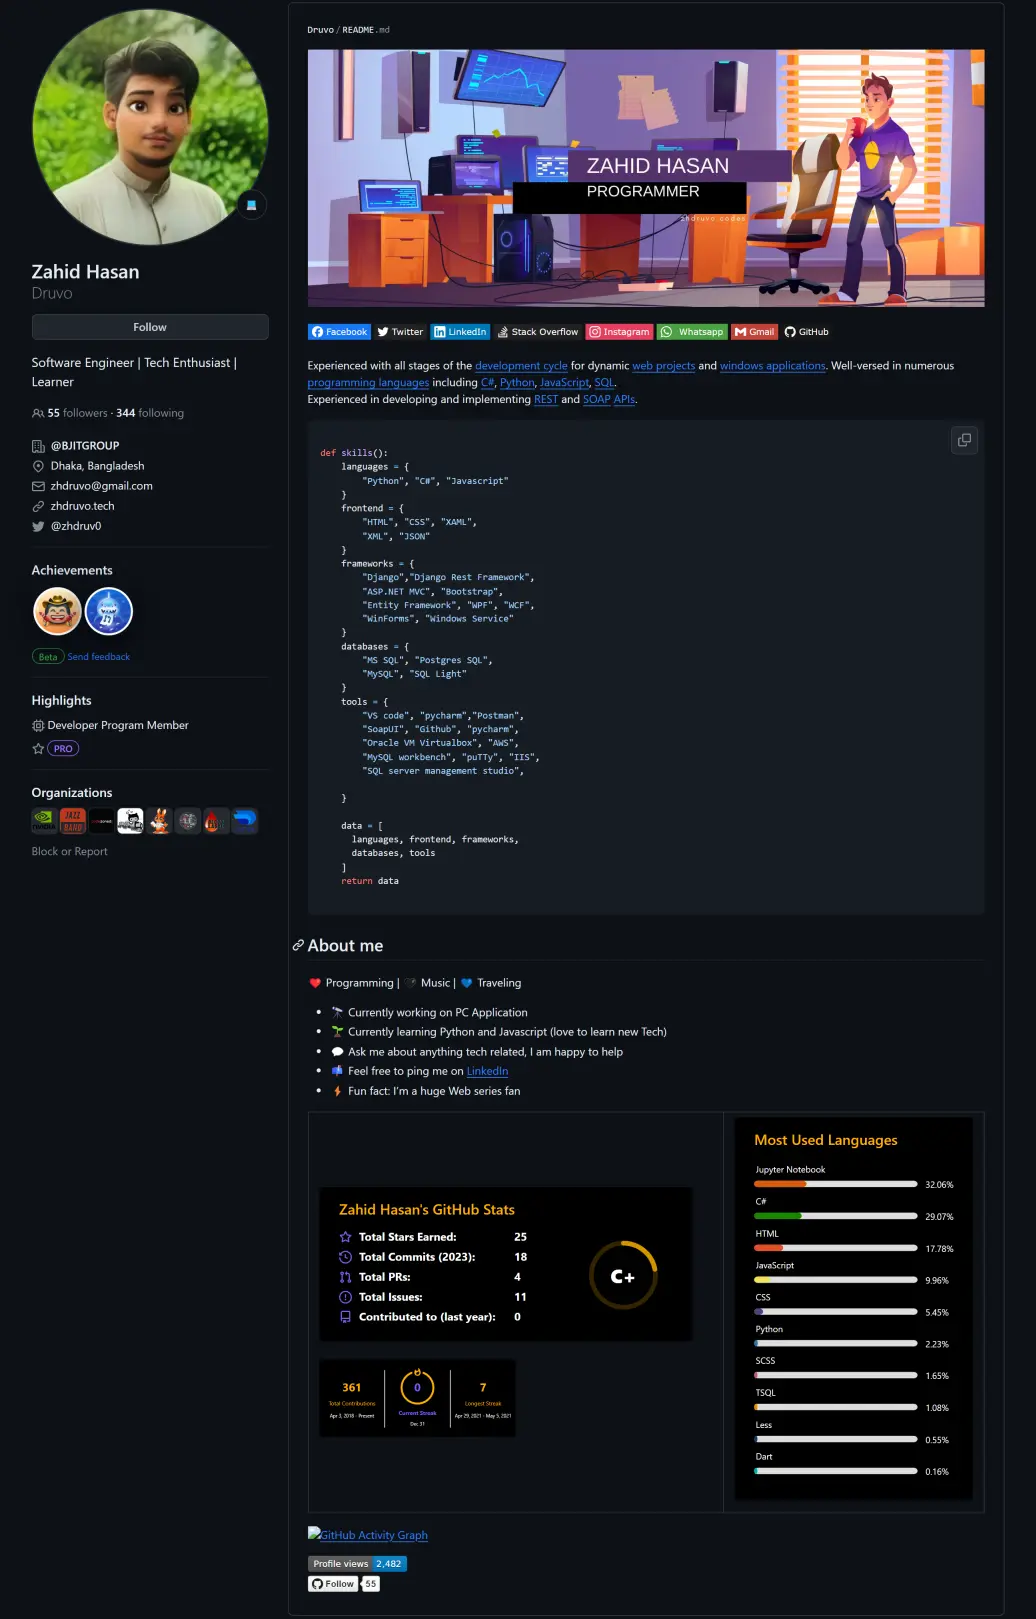 Zahid Hasan
Druvo
Follow
Software Engineer | Tech Enthusiast |
Learner
55 followers · 344 following
@BJITGROUP
Dhaka, Bangladesh
zhdruvo@gmail.com
zhdruvo.tech
@zhdruv0
Achievements
Beta Send feedback
Highlights
Developer Program Member
PRO
Organizations
NVIDIA JAZZ BAND
Block or Report
Druvo / README.md
ZAHID HASAN
PROGRAMMER
zhdruvo.codes
Facebook Twitter LinkedIn Stack Overflow Instagram Whatsapp Gmail GitHub
Experienced with all stages of the development cycle for dynamic web projects and windows applications. Well-versed in numerous
programming languages including C#, Python, JavaScript, SQL.
Experienced in developing and implementing REST and SOAP APIs.
def skills():
languages = {
"Python", "C#", "Javascript"
}
frontend = {
"HTML", "CSS", "XAML",
"XML", "JSON"
}
frameworks = {
"Django","Django Rest Framework",
"ASP.NET MVC", "Bootstrap",
"Entity Framework", "WPF", "WCF",
"WinForms", "Windows Service"
}
databases = {
"MS SQL", "Postgres SQL",
"MySQL", "SQL Light"
}
tools = {
"VS code", "pycharm","Postman",
"SoapUI", "Github", "pycharm",
"Oracle VM Virtualbox", "AWS",
"MySQL workbench", "puTTy", "IIS",
"SQL server management studio",
}
data = [
languages, frontend, frameworks,
databases, tools
]
return data
About me
Programming | Music | Traveling
Currently working on PC Application
Currently learning Python and Javascript (love to learn new Tech)
Ask me about anything tech related, I am happy to help
Feel free to ping me on LinkedIn
Fun fact: I'm a huge Web series fan
Zahid Hasan's GitHub Stats
Total Stars Earned: 25
Total Commits (2023): 18
Total PRs: 4
Total Issues: 11
Contributed to (last year): 0
C+
361
Total Contributions
Apr 3, 2018 - Present
0
Current Streak
Dec 31
7
Longest Streak
Apr 29, 2021 - May 5, 2021
Most Used Languages
Jupyter Notebook
32.06%
C#
29.07%
HTML
17.78%
JavaScript
9.96%
CSS
5.45%
Python
2.23%
SCSS
1.65%
TSQL
1.08%
Less
0.55%
Dart
0.16%
GitHub Activity Graph
Profile views 2,482
Follow 55